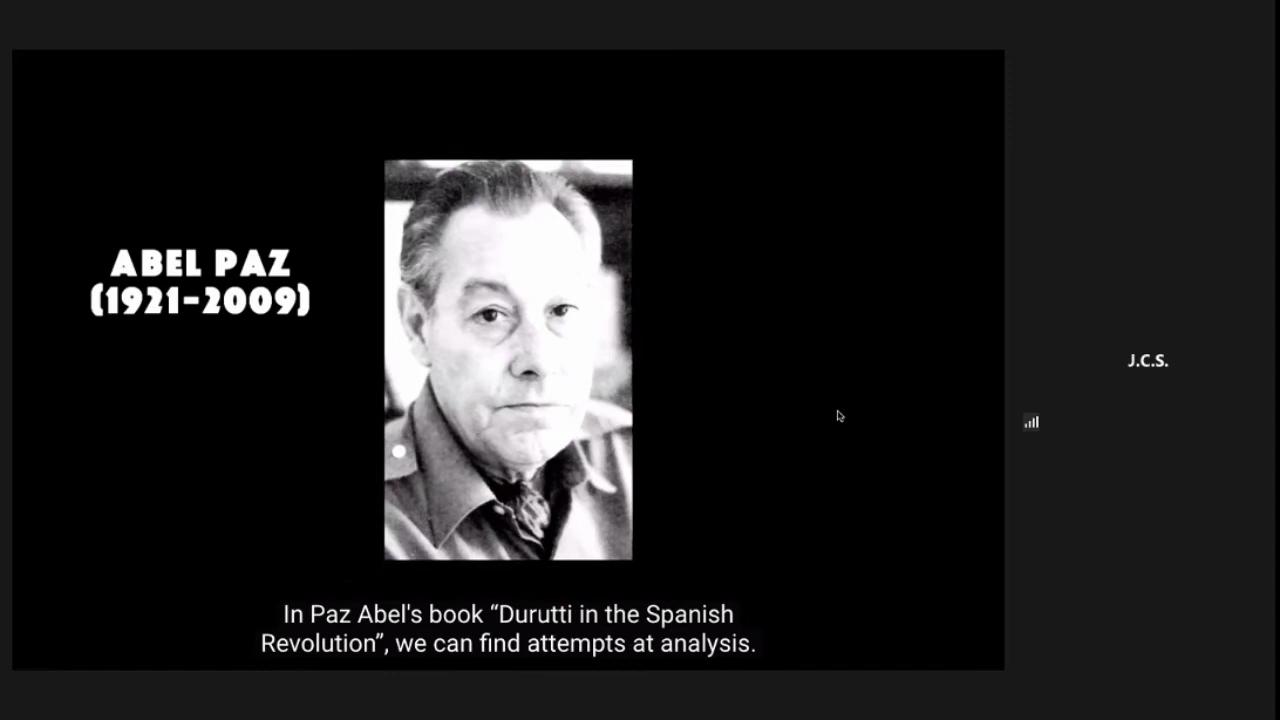 ABEL PAZ
(1921-2009)
J.C.S.
In Paz Abel's book “Durutti in the Spanish
Revolution”, we can find attempts at analysis.